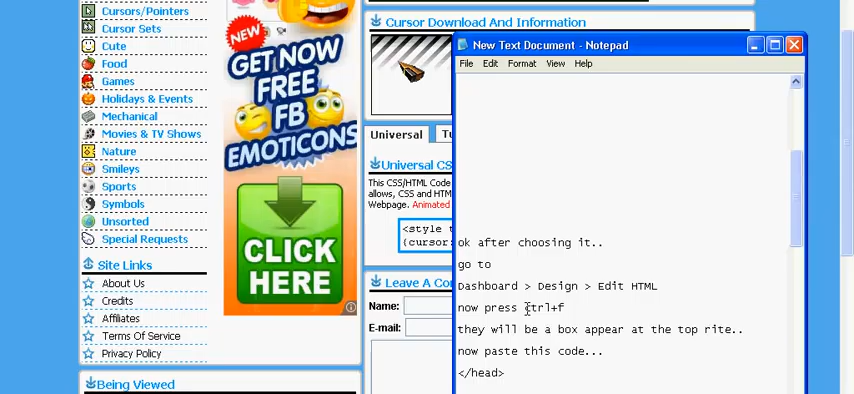 Cursors/Pointers
Cursor Sets
Cute
Food
Games
Holidays & Events
Mechanical
Movies & TV Shows
Nature
Smileys
Sports
Symbols
Unsorted
Special Requests
Site Links
About Us
Credits
Affiliates
Terms Of Service
Privacy Policy
Being Viewed
NEW
GET NOW
FREE
FB
EMOTICONS
CLICK
HERE
Cursor Download And Information
Universal
Universal CS
This CSS/HTML Code
allows, CSS and HTM
Webpage. Animated
<style t
{cursor:
Leave A Co
Name:
E-mail:
New Text Document - Notepad
File Edit Format View Help
ok after choosing it..
go to
Dashboard > Design > Edit HTML
now press ctrl+f
they will be a box appear at the top rite..
now paste this code...
</head>